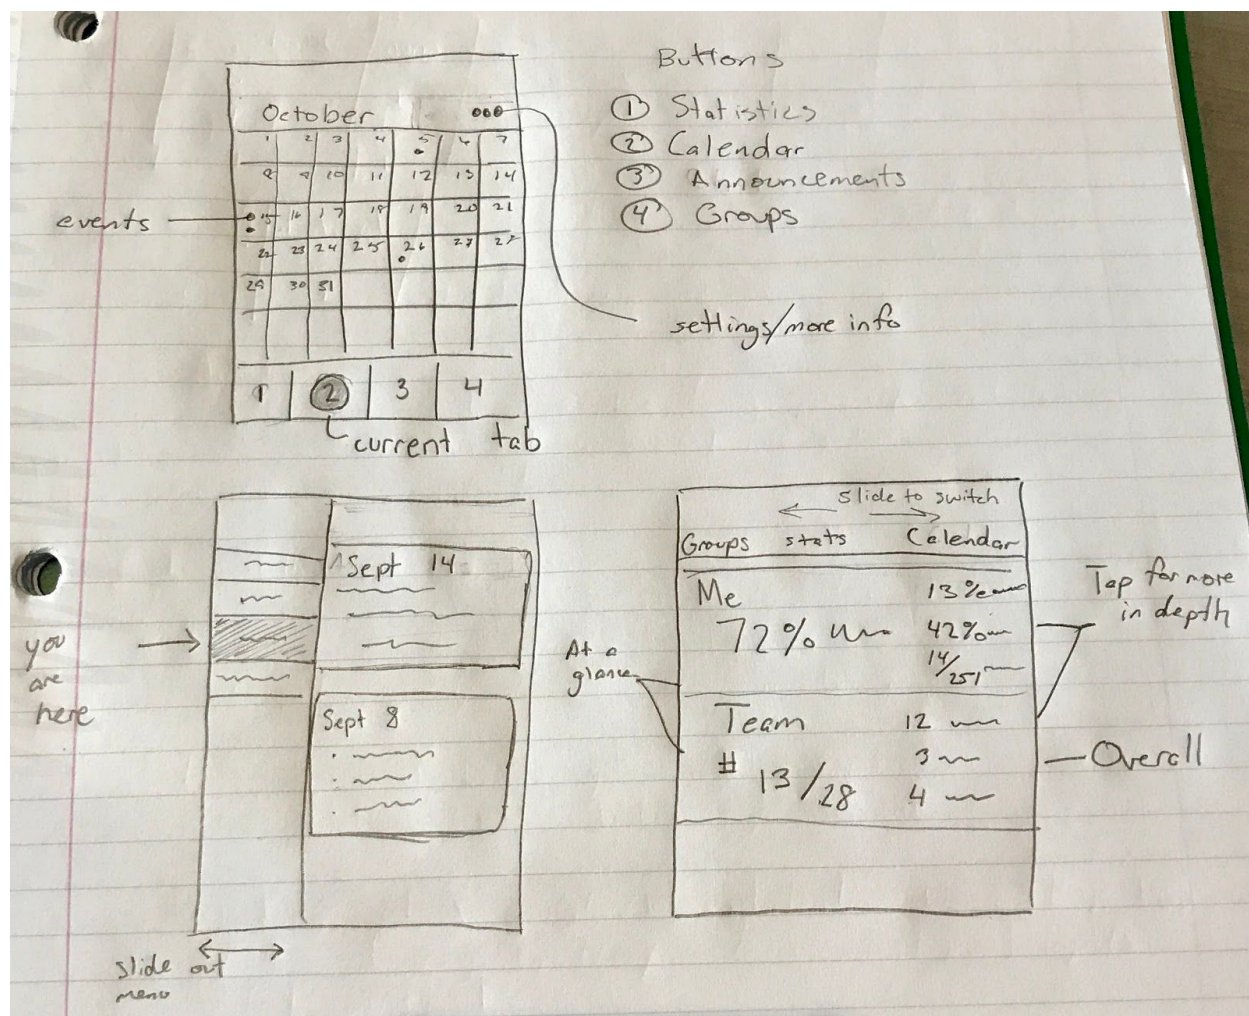 Buttons
① Statistics
② Calendar
③ Announcements
④ Groups
October
1 2 3 4 5 6 7
8 9 10 11 12 13 14
15 16 17 18 19 20 21
22 23 24 25 26 27 28
29 30 31
events
settings/more info
1 2 3 4
current tab
you
are
here
Sept 14
Sept 8
slide out
menu
slide to switch
Groups stats Calendar
Me
72%
13%
42%
14/251
Team
# 13/28
12
3
4
At a
glance
Tap for more
in depth
Overall